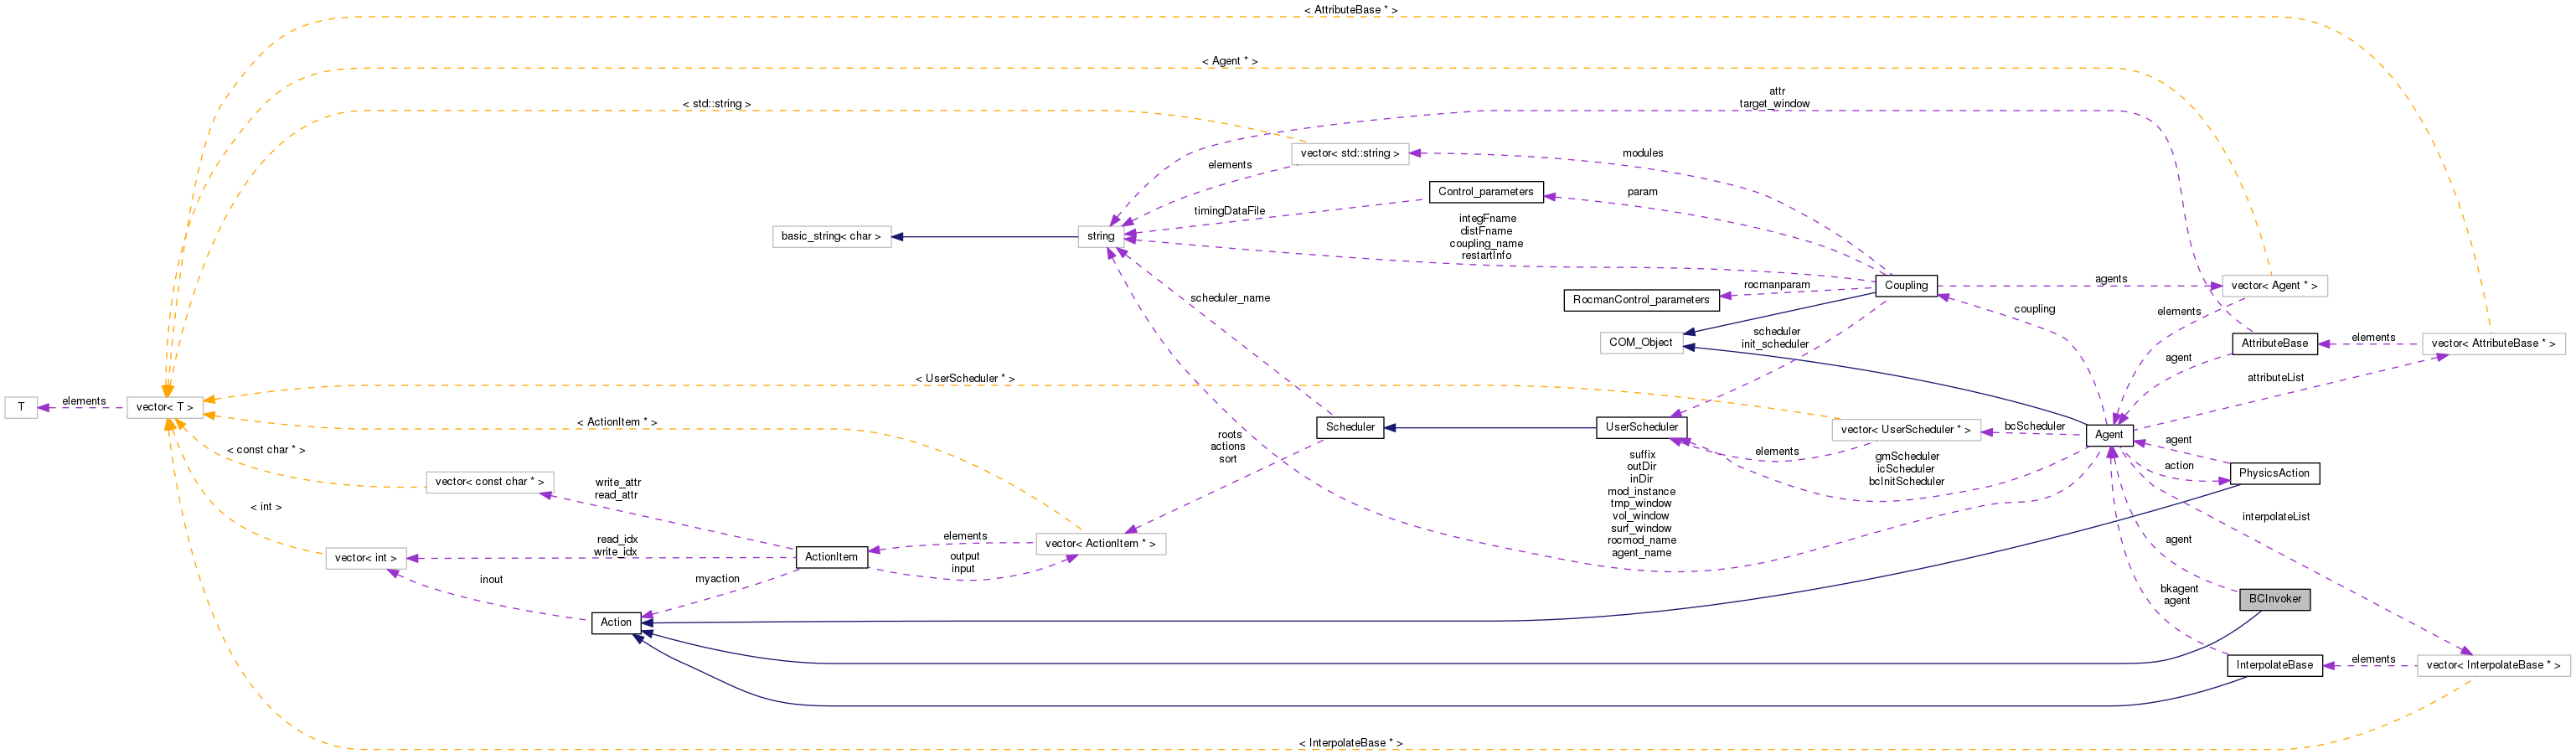 < AttributeBase * >
< Agent * >
< std::string >
attr
target_window
vector< std::string >
modules
elements
Control_parameters
param
timingDataFile
integFname
distFname
coupling_name
restartInfo
basic_string< char >
string
Coupling
agents
vector< Agent * >
rocmanparam
RocmanControl_parameters
scheduler_name
coupling
elements
scheduler
init_scheduler
COM_Object
AttributeBase
elements
vector< AttributeBase * >
agent
attributeList
< UserScheduler * >
T
elements
vector< T >
< ActionItem * >
Scheduler
UserScheduler
vector< UserScheduler * >
bcScheduler
Agent
agent
roots
actions
sort
< const char * >
elements
gmScheduler
icScheduler
bcInitScheduler
action
PhysicsAction
suffix
outDir
inDir
mod_instance
tmp_window
vol_window
surf_window
rocmod_name
agent_name
vector< const char * >
write_attr
read_attr
< int >
interpolateList
vector< int >
read_idx
write_idx
ActionItem
elements
output
input
vector< ActionItem * >
agent
inout
myaction
bkagent
agent
BCInvoker
Action
InterpolateBase
elements
vector< InterpolateBase * >
< InterpolateBase * >